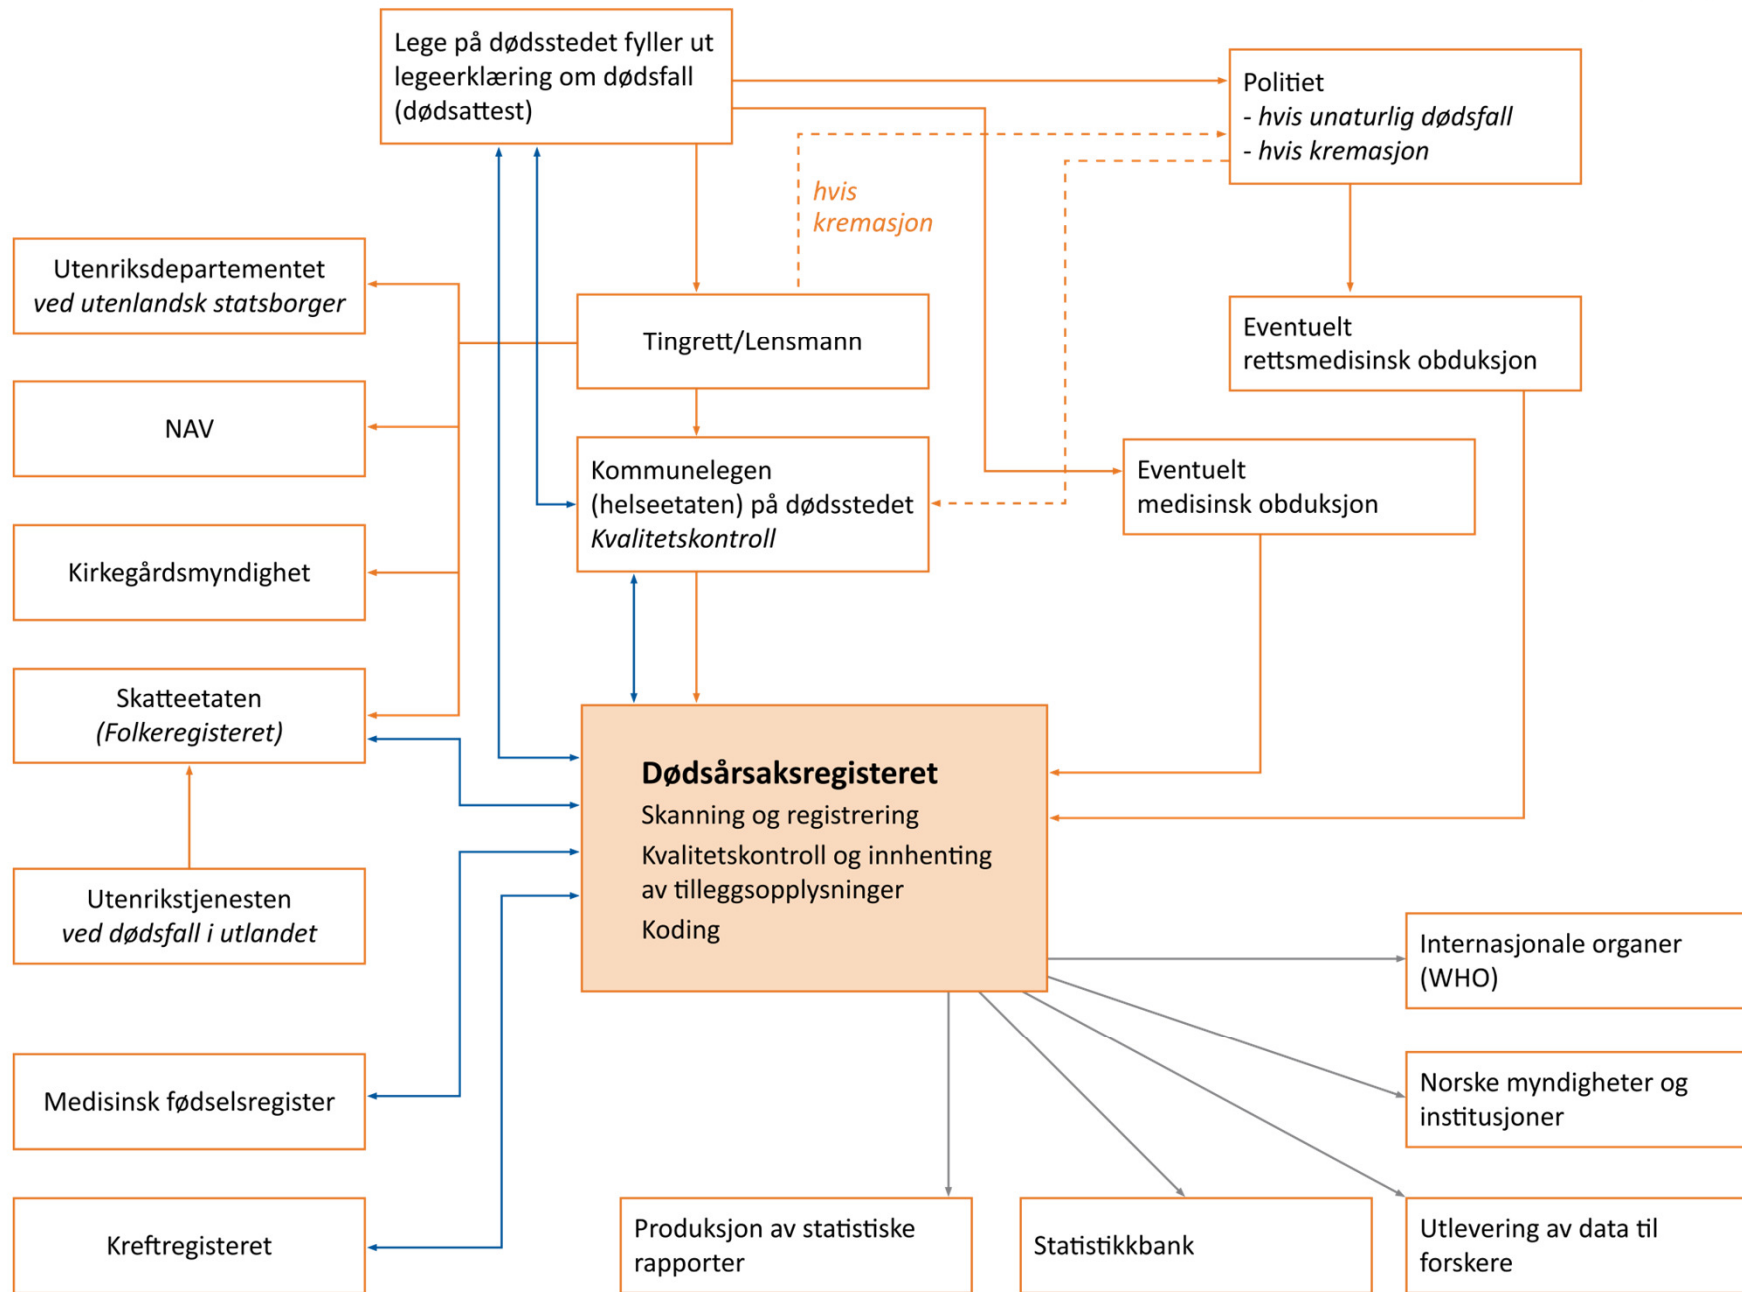 Lege på dødsstedet fyller ut
legeerklæring om dødsfall
(dødsattest)
Politiet
- hvis unaturlig dødsfall
- hvis kremasjon
hvis
kremasjon
Utenriksdepartementet
ved utenlandsk statsborger
Tingrett/Lensmann
Eventuelt
rettsmedisinsk obduksjon
NAV
Kommunelegen
(helseetaten) på dødsstedet
Kvalitetskontroll
Eventuelt
medisinsk obduksjon
Kirkegårdsmyndighet
Skatteetaten
(Folkeregisteret)
Dødsårsaksregisteret
Skanning og registrering
Kvalitetskontroll og innhenting
av tilleggsopplysninger
Koding
Utenrikstjenesten
ved dødsfall i utlandet
Internasjonale organer
(WHO)
Medisinsk fødselsregister
Norske myndigheter og
institusjoner
Kreftregisteret
Produksjon av statistiske
rapporter
Statistikkbank
Utlevering av data til
forskere